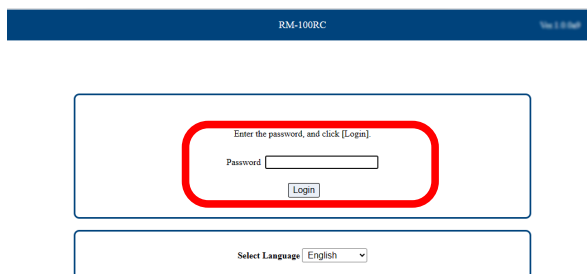 RM-100RC
Enter the password, and click [Login].
Password
Login
Select Language English